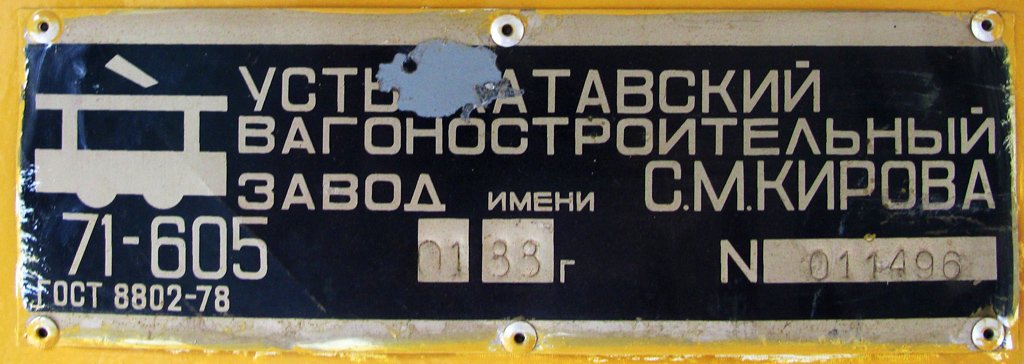 УСТЬ АТАВСКИЙ
ВАГОНОСТРОИТЕЛЬНЫЙ
ЗАВОД ИМЕНИ С.М.КИРОВА
71-605 01 88 г N 011496
ГОСТ 8802-78